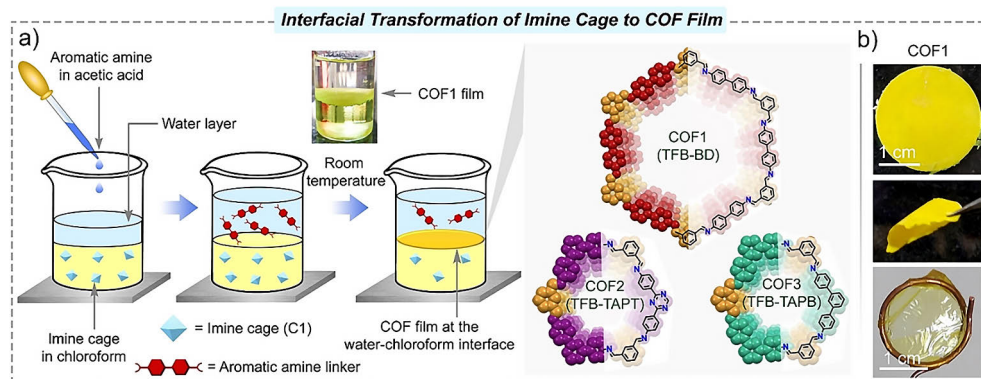 Interfacial Transformation of Imine Cage to COF Film
a)
Aromatic amine
in acetic acid
Water layer
COF1 film
Room
temperature
Imine cage
in chloroform
= Imine cage (C1)
= Aromatic amine linker
COF film at the
water-chloroform interface
COF1
(TFB-BD)
COF2
(TFB-TAPT)
COF3
(TFB-TAPB)
b)
COF1
1 cm
1 cm